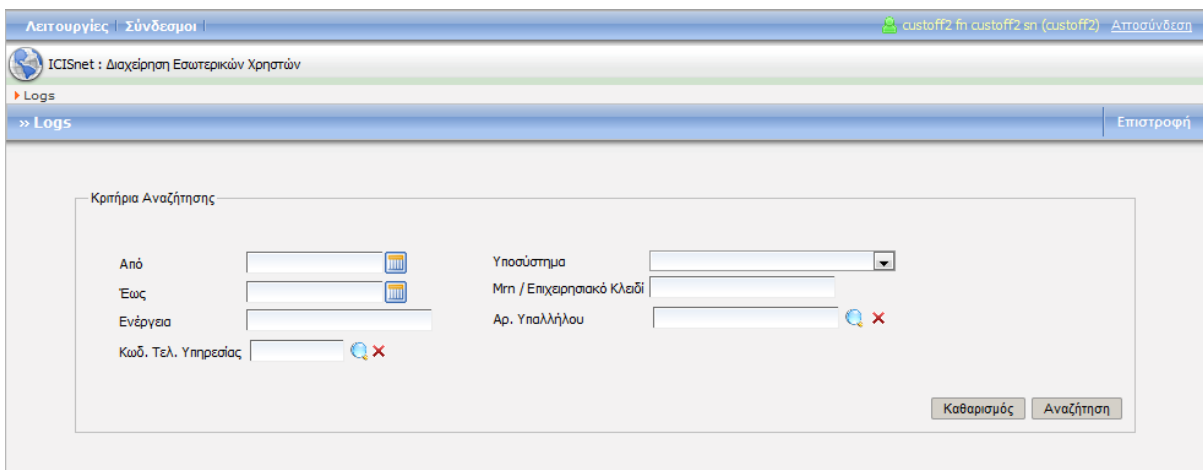 Λειτουργίες | Σύνδεσμοι | custoff2 fn custoff2 sn (custoff2) Αποσύνδεση
ICISnet : Διαχείρηση Εσωτερικών Χρηστών
Logs
» Logs Επιστροφή
Κριτήρια Αναζήτησης
Από Υποσύστημα
Έως Mrn / Επιχειρησιακό Κλειδί
Ενέργεια Αρ. Υπαλλήλου
Κωδ. Τελ. Υπηρεσίας
Καθαρισμός Αναζήτηση